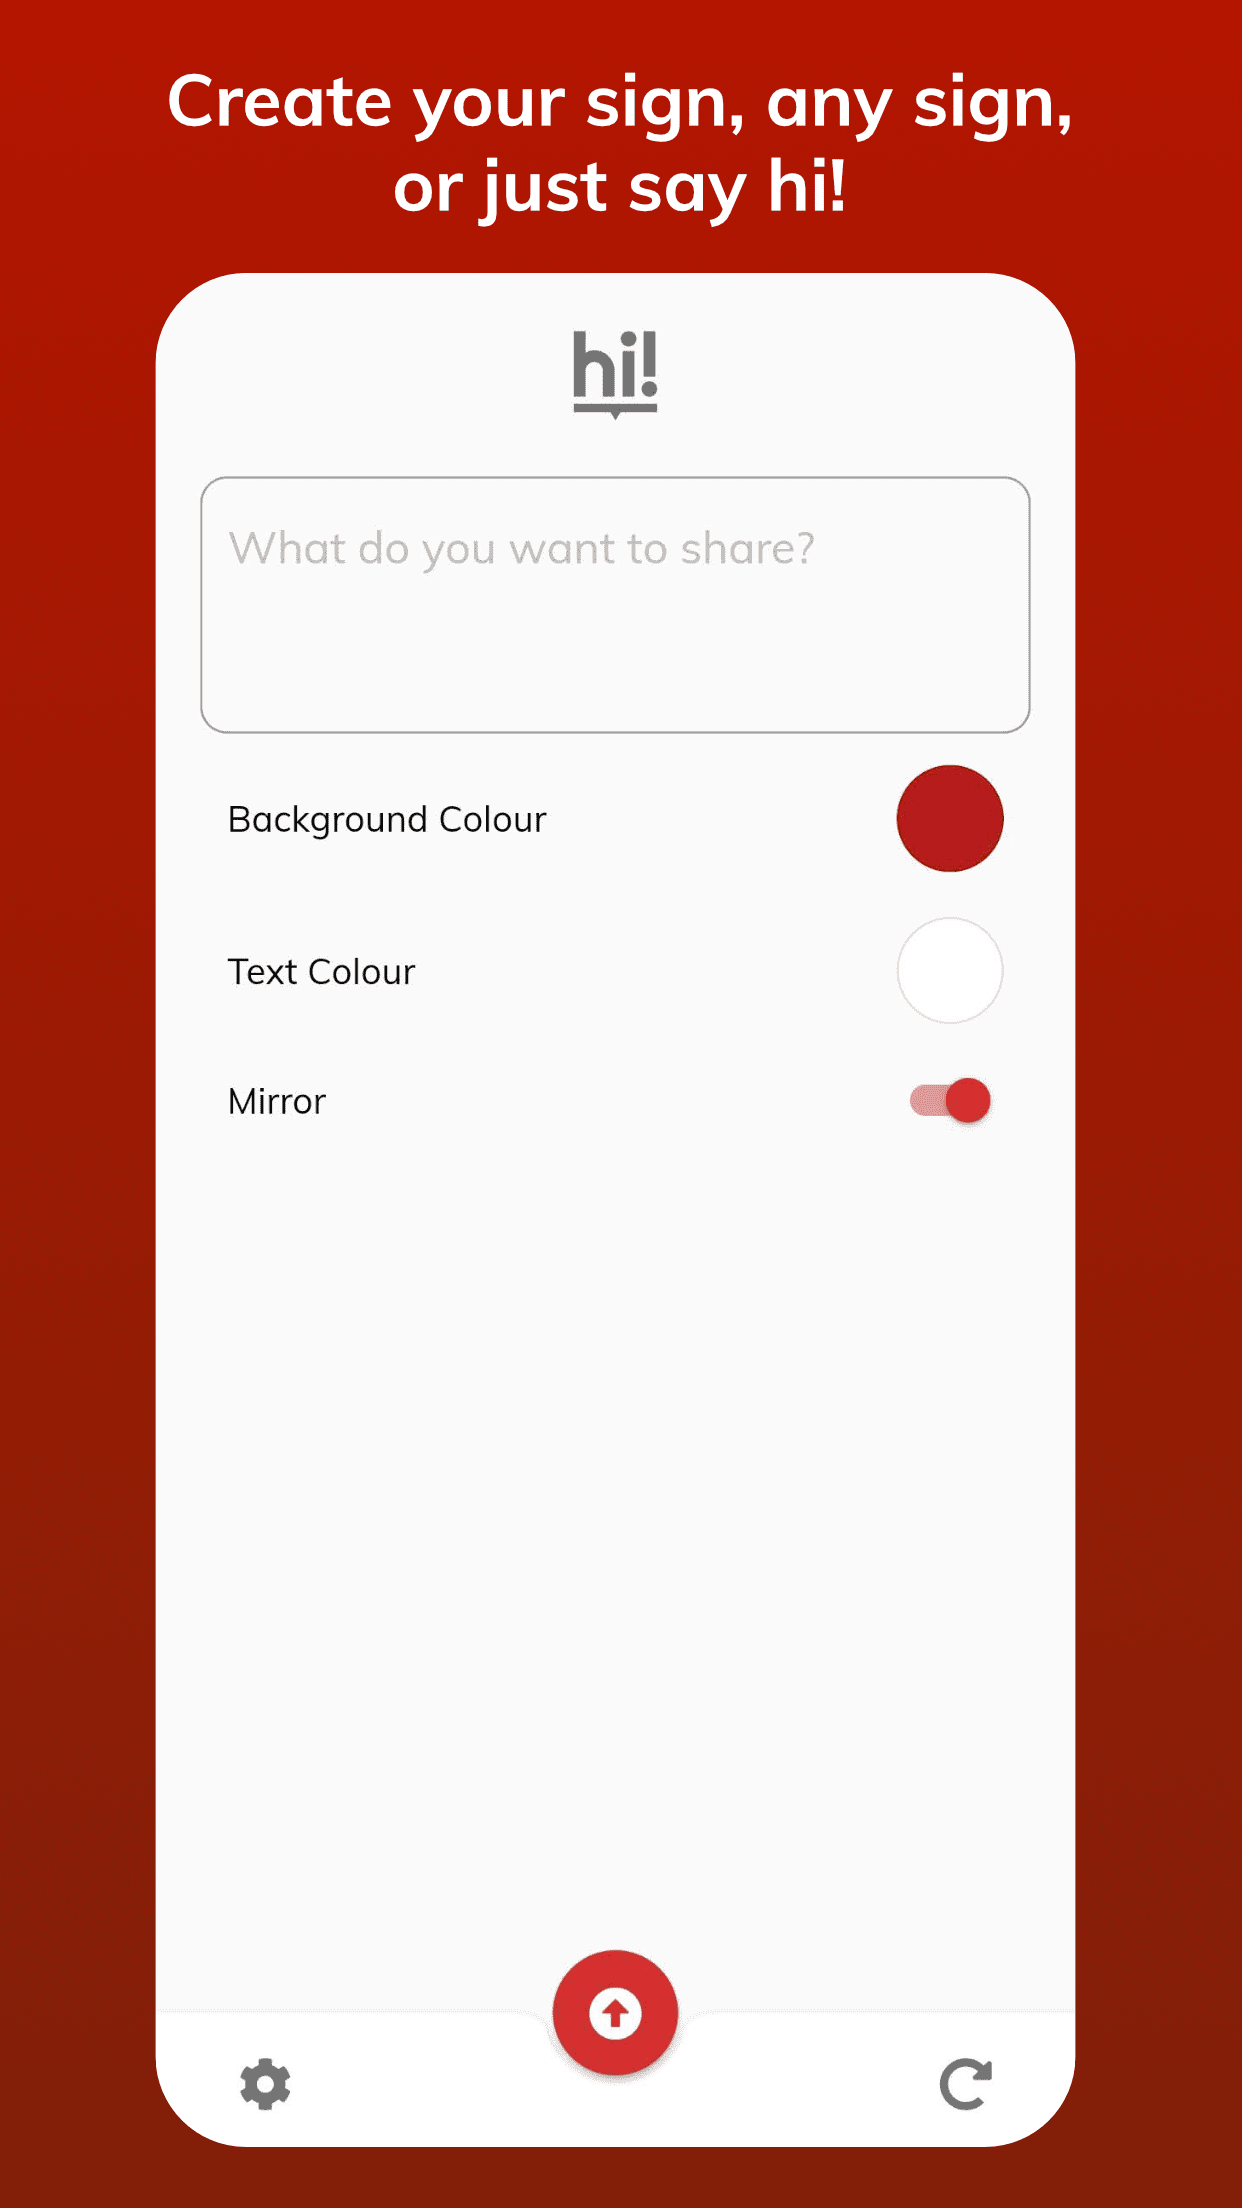 Create your sign, any sign,
or just say hi!
hi!
What do you want to share?
Background Colour
Text Colour
Mirror